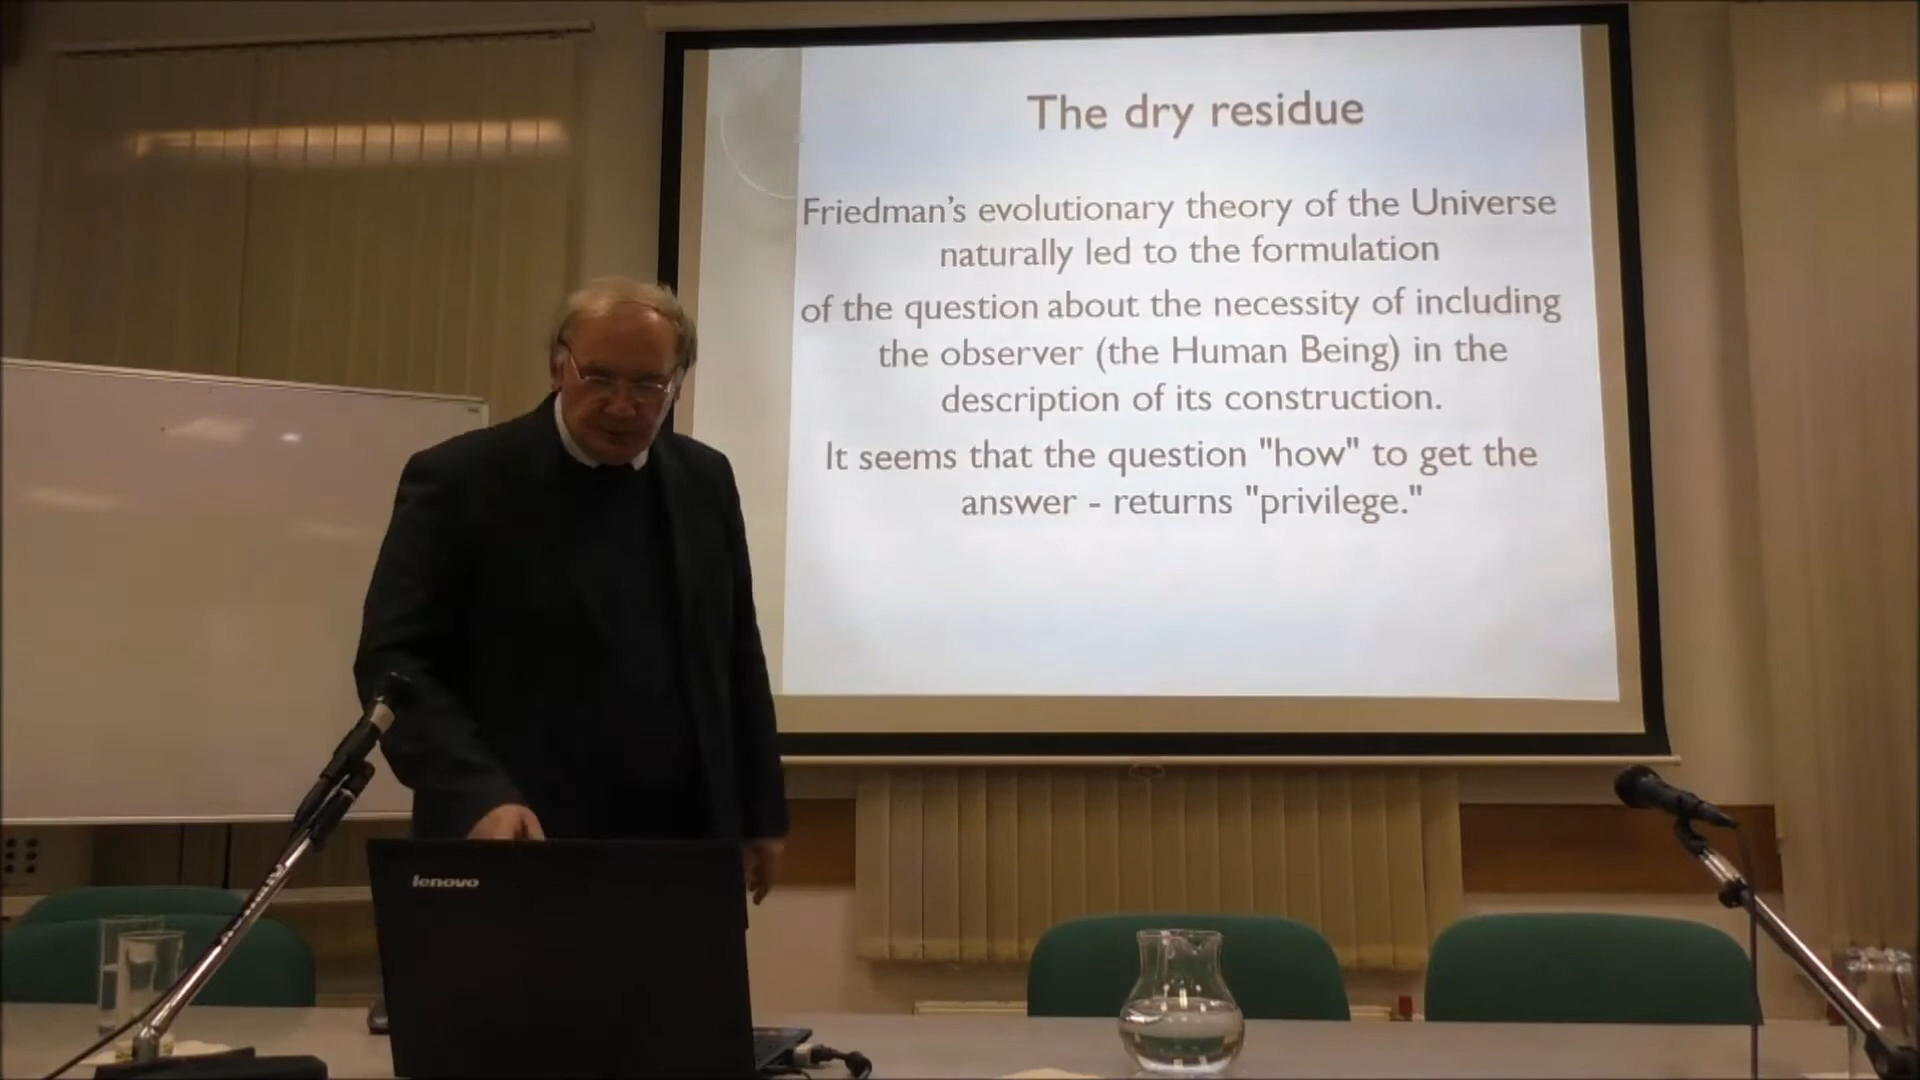 The dry residue
Friedman's evolutionary theory of the Universe
naturally led to the formulation
of the question about the necessity of including
the observer (the Human Being) in the
description of its construction.
It seems that the question "how" to get the
answer - returns "privilege."
lenovo